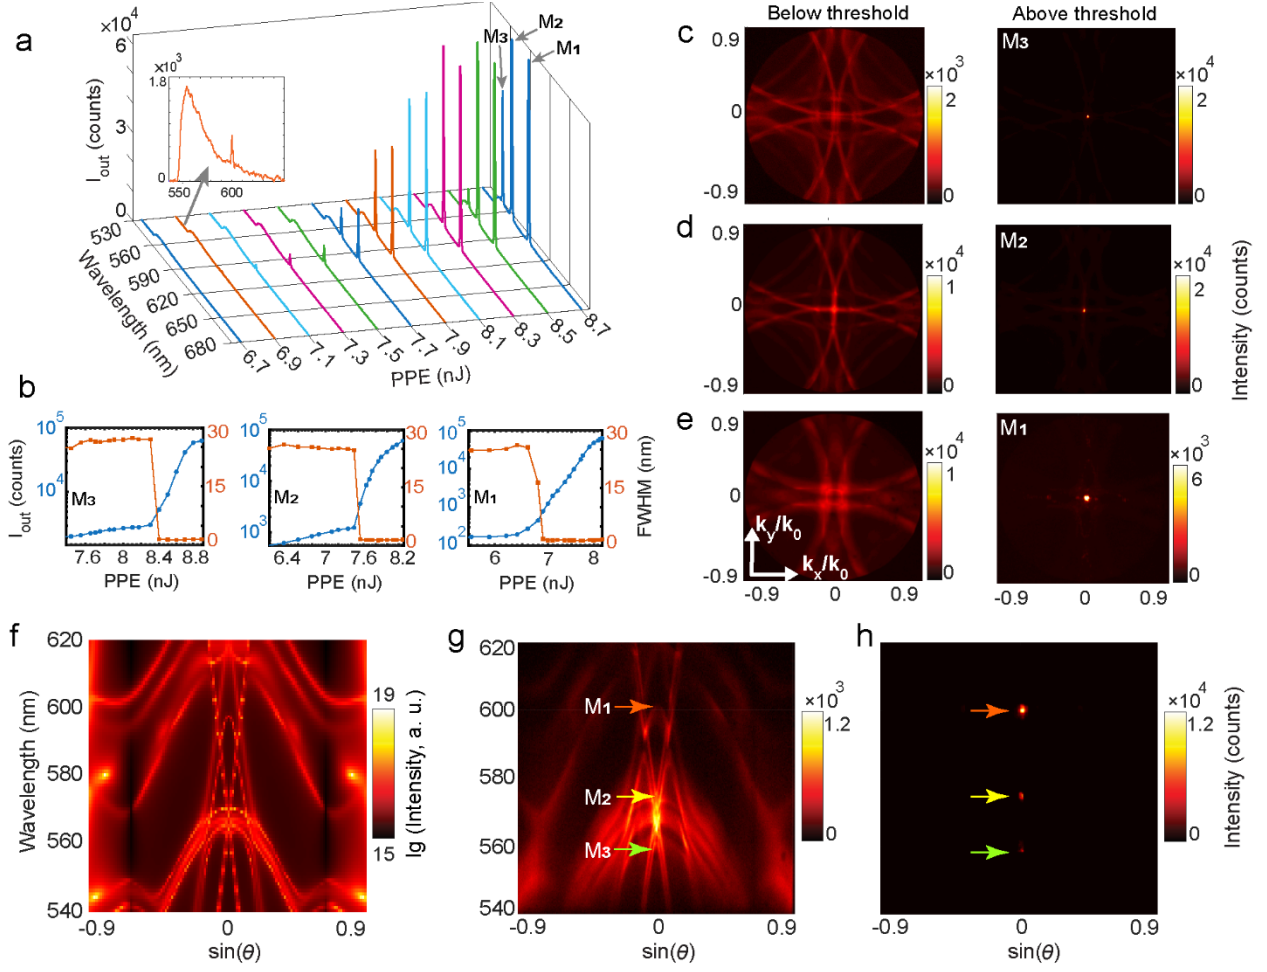 a
×10⁴
6
3
0
I_out (counts)
M₃
M₂
M₁
×10³
1.8
0
550
600
530
560
590
620
650
680
Wavelength (nm)
6.7
6.9
7.1
7.3
7.5
7.7
7.9
8.1
8.3
8.5
8.7
PPE (nJ)
b
I_out (counts)
10⁵
10⁴
M₃
30
15
0
7.6
8
8.4
8.8
PPE (nJ)
10⁵
10⁴
10³
M₂
30
15
0
6.4
7
7.6
8.2
PPE (nJ)
10⁵
10⁴
10³
10²
M₁
30
15
0
FWHM (nm)
6
7
8
PPE (nJ)
Below threshold
Above threshold
c
0.9
0
-0.9
×10³
2
0
M₃
×10⁴
2
0
d
0.9
0
-0.9
×10⁴
1
0
M₂
×10⁴
2
0
Intensity (counts)
e
0.9
0
-0.9
k_y/k₀
k_x/k₀
-0.9
0
0.9
×10⁴
1
0
M₁
-0.9
0
0.9
×10³
6
0
f
620
600
580
560
540
Wavelength (nm)
-0.9
0
0.9
sin(θ)
19
15
lg (Intensity, a. u.)
g
620
600
580
560
540
M₁
M₂
M₃
-0.9
0
0.9
sin(θ)
×10³
1.2
0
h
-0.9
0
0.9
sin(θ)
×10⁴
1.2
0
Intensity (counts)